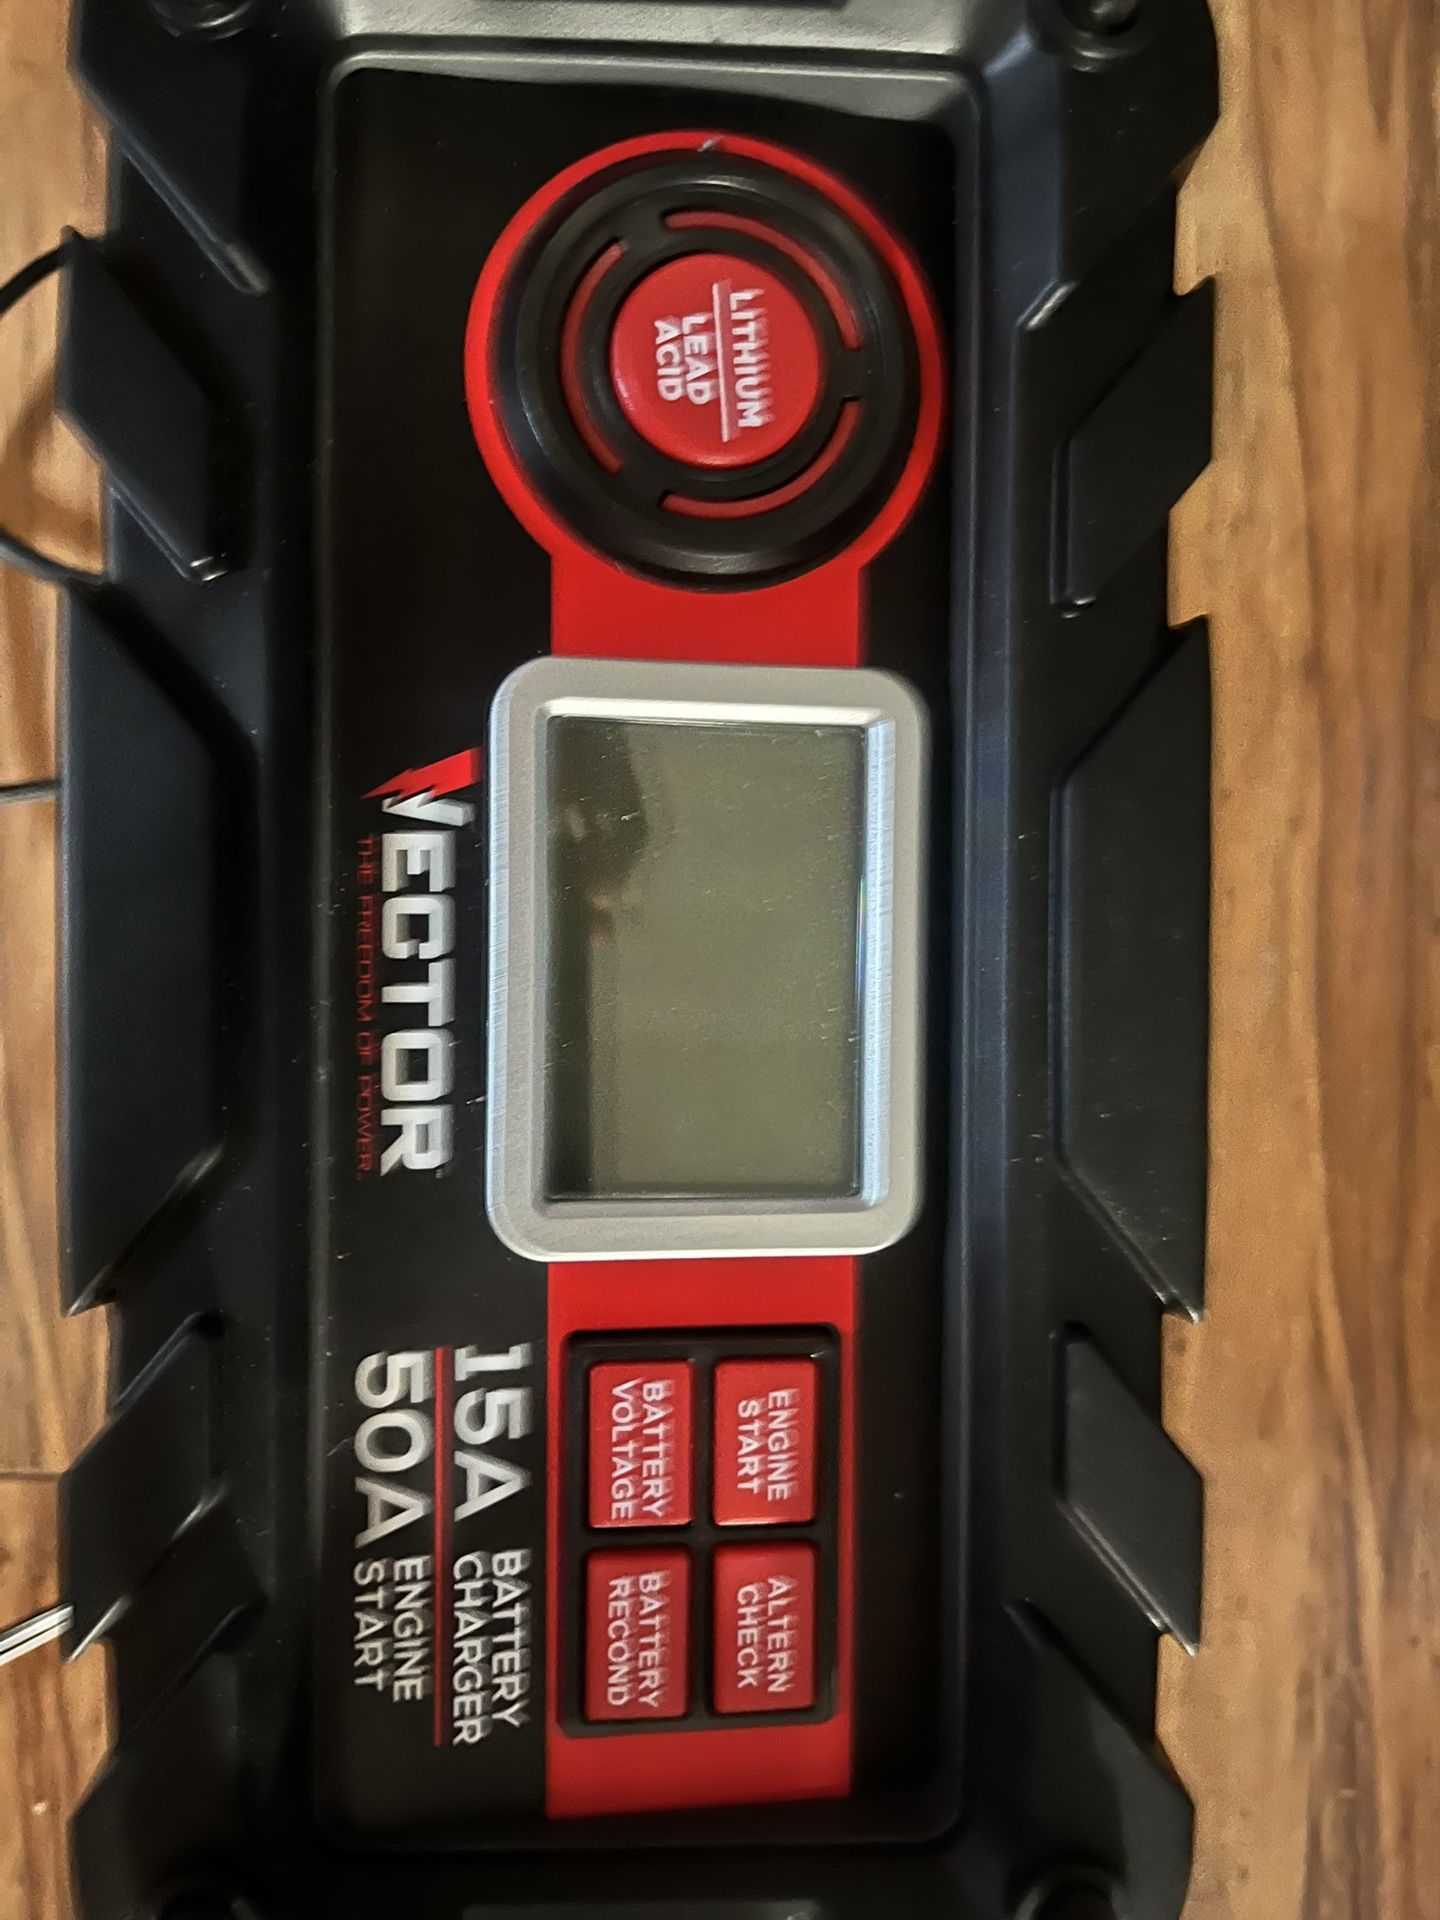 LITHIUM
LEAD
ACID
ENGINE
START
ALTERN
CHECK
BATTERY
VOLTAGE
BATTERY
RECOND
VECTOR
THE FREEDOM OF POWER
15A BATTERY
CHARGER
50A ENGINE
START